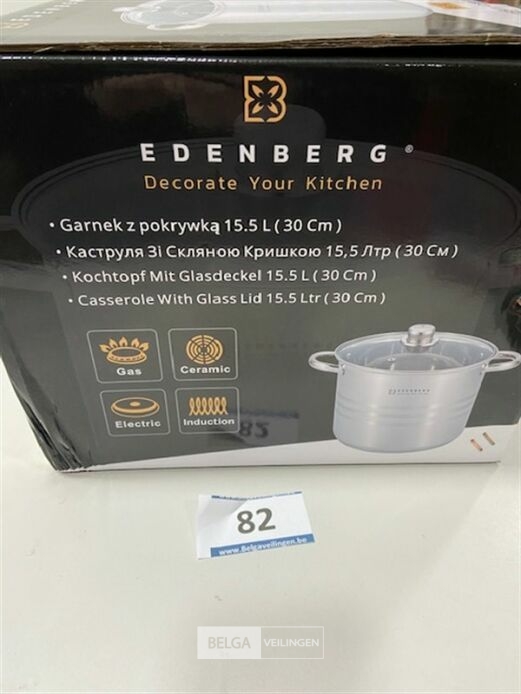 EDENBERG®
Decorate Your Kitchen
• Garnek z pokrywką 15.5 L ( 30 Cm )
• Каструля Зі Скляною Кришкою 15,5 Лтр ( 30 См )
• Kochtopf Mit Glasdeckel 15.5 L ( 30 Cm )
• Casserole With Glass Lid 15.5 Ltr ( 30 Cm )
Gas
Ceramic
Electric
Induction
EDENBERG
82
82
www.Belgaveilingen.be
BELGA VEILINGEN